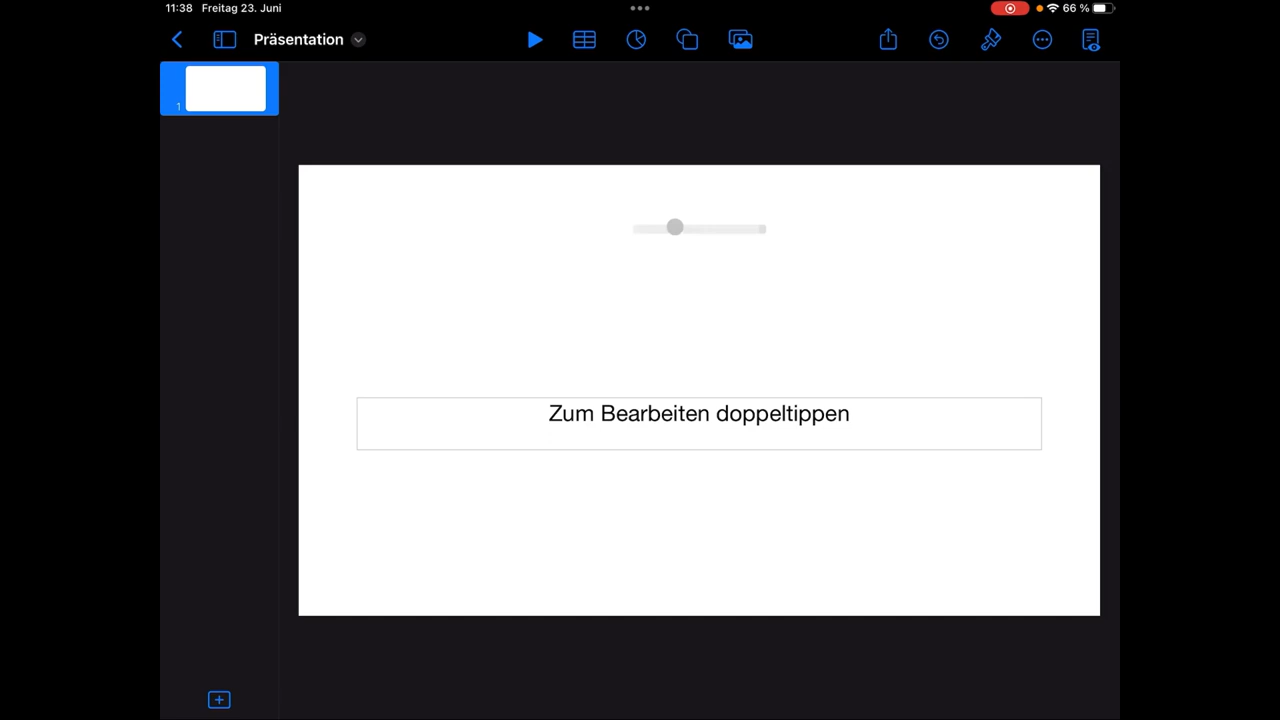 11:38 Freitag 23. Juni
66 %
Präsentation
1
Zum Bearbeiten doppeltippen